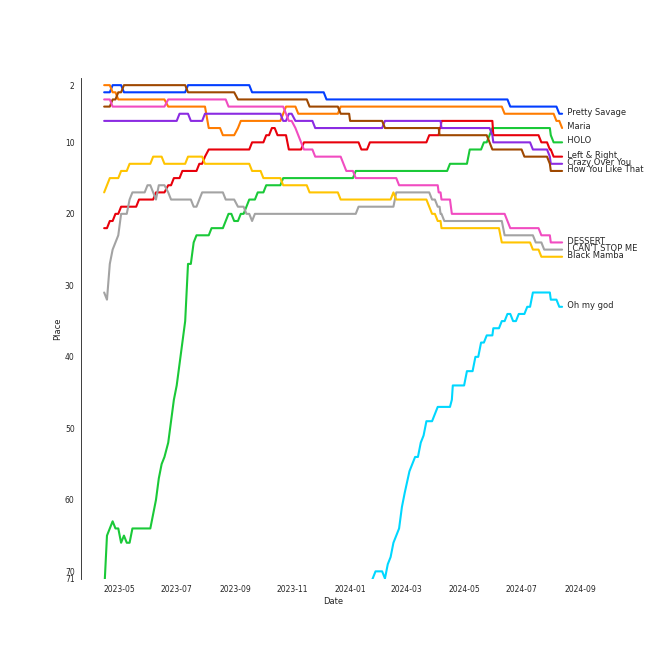 2
10
20
30
40
50
60
70
71
Place
2023-05
2023-07
2023-09
2023-11
2024-01
2024-03
2024-05
2024-07
2024-09
Date
Pretty Savage
Maria
HOLO
Left & Right
Crazy Over You
How You Like That
DESSERT
I CAN'T STOP ME
Black Mamba
Oh my god